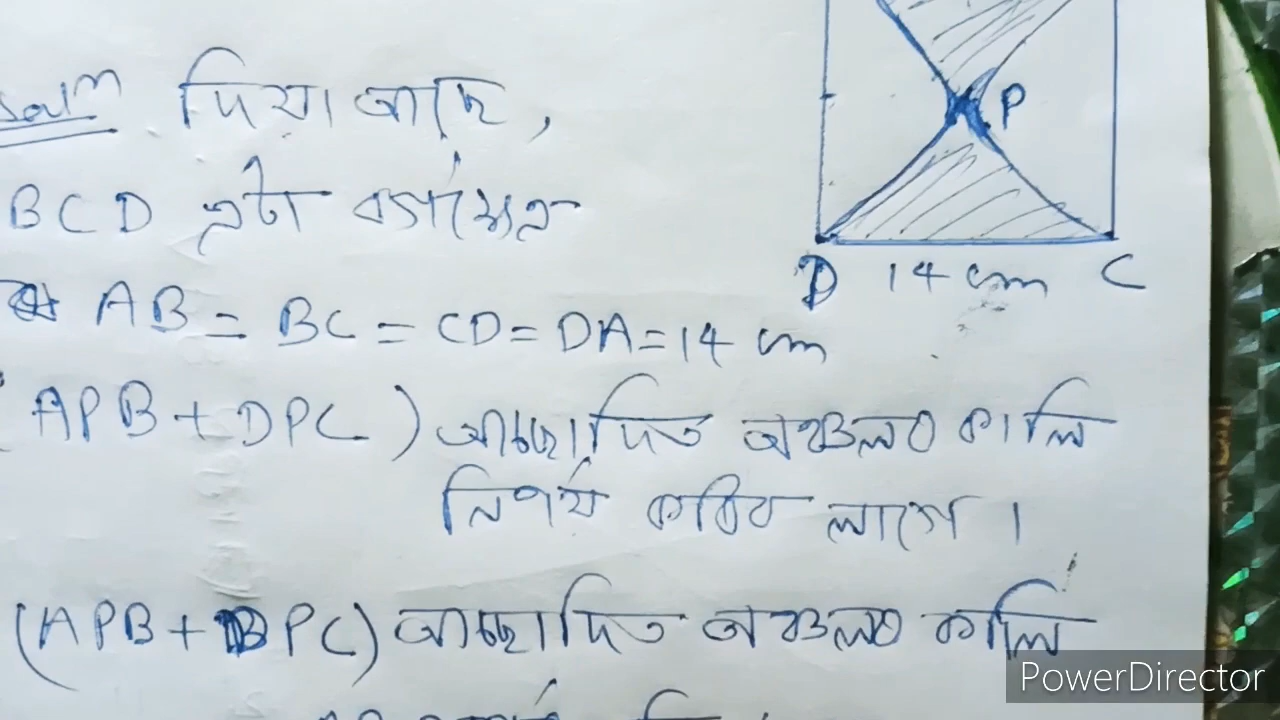 P
Solⁿ দিয়া আছে,
BCD এটা বৰ্গক্ষেত্ৰ
D 14 cm C
AB = BC = CD = DA = 14 cm
(APB + DPC) আচ্ছাদিত অঞ্চলৰ কালি
নিৰ্ণয় কৰিব লাগে।
(APB + DPC) আচ্ছাদিত অঞ্চলৰ কালি
PowerDirector